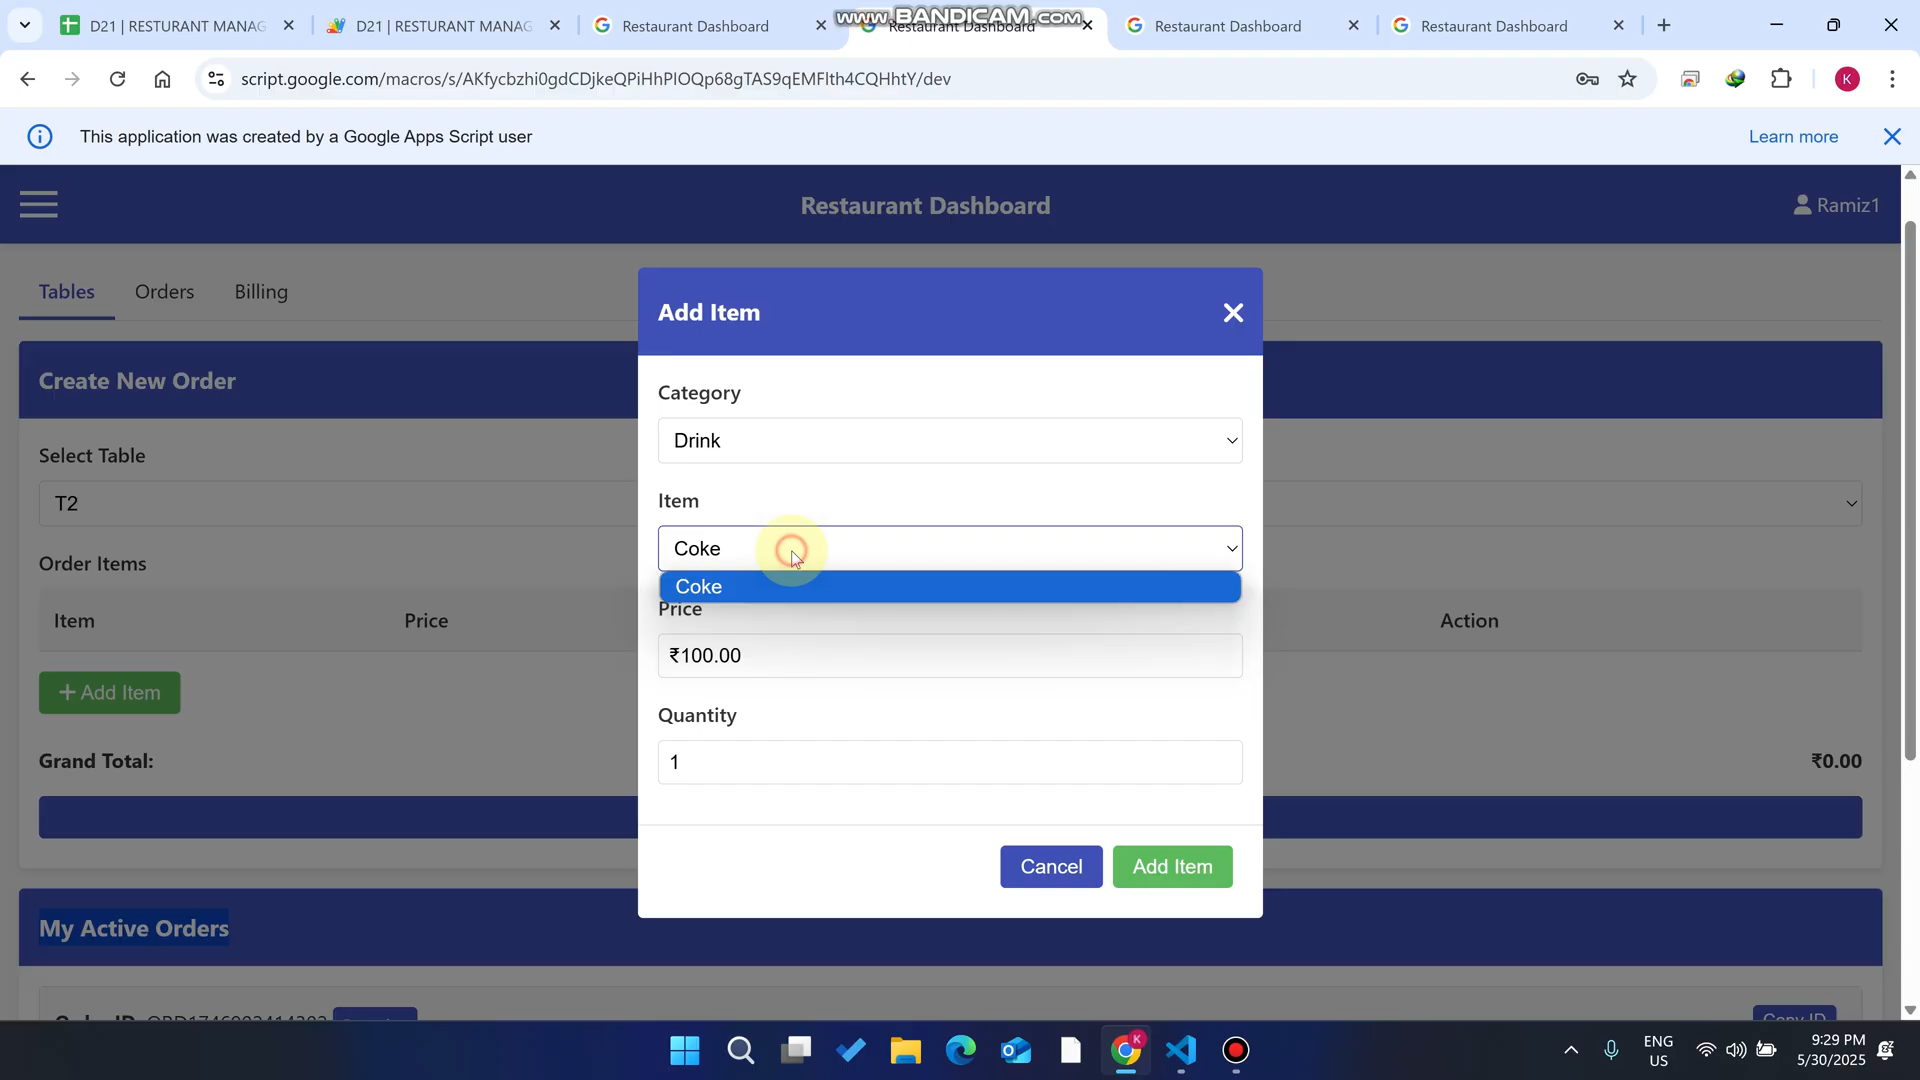 D21 | RESTURANT MANAG
D21 | RESTURANT MANAG
Restaurant Dashboard
Restaurant Dashboard
Restaurant Dashboard
Restaurant Dashboard
www.BANDICAM.com
script.google.com/macros/s/AKfycbzhi0gdCDjkeQPiHhPIOQp68gTAS9qEMFlth4CQHhtY/dev
K
This application was created by a Google Apps Script user
Learn more
Restaurant Dashboard
Ramiz1
Tables
Orders
Billing
Create New Order
Select Table
T2
Order Items
Item
Price
Action
+ Add Item
Grand Total:
₹0.00
My Active Orders
Add Item
Category
Drink
Item
Coke
Coke
Price
₹100.00
Quantity
1
Cancel
Add Item
Copy ID
K
ENG
US
9:29 PM
5/30/2025